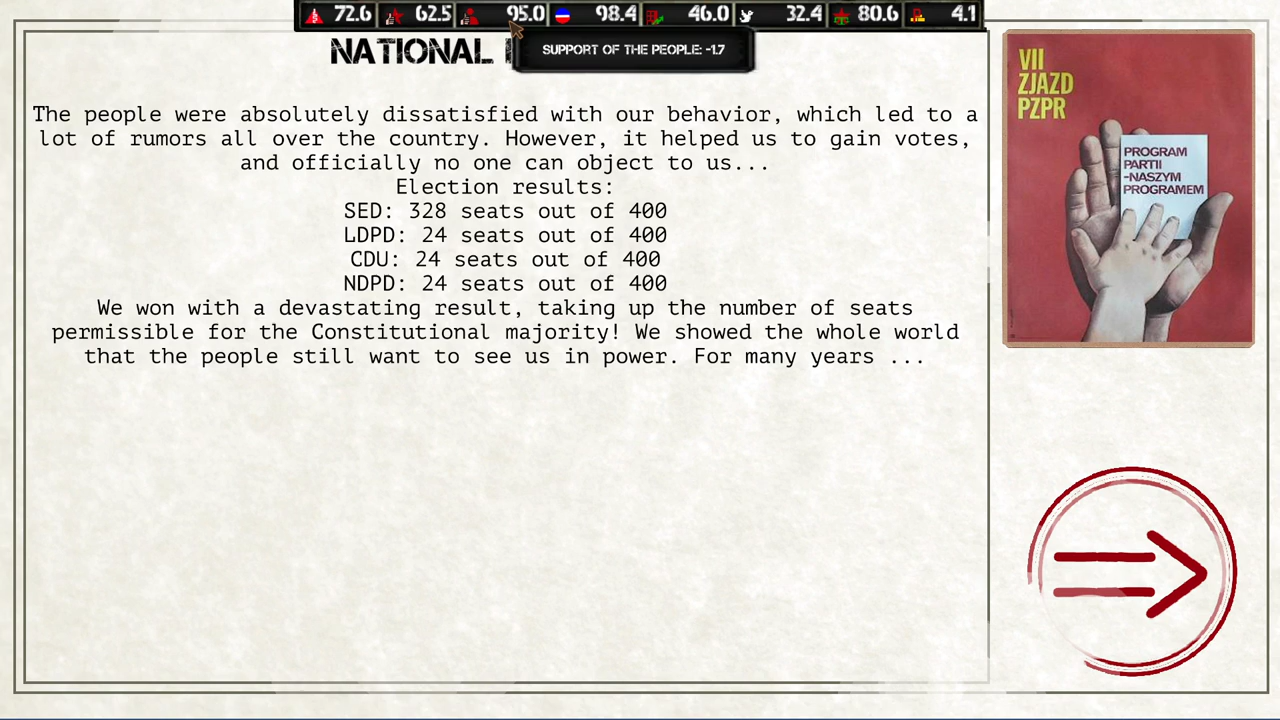 72.6 62.5 95.0 98.4 46.0 32.4 80.6 4.1
NATIONAL
SUPPORT OF THE PEOPLE: -1.7
The people were absolutely dissatisfied with our behavior, which led to a
lot of rumors all over the country. However, it helped us to gain votes,
and officially no one can object to us...
Election results:
SED: 328 seats out of 400
LDPD: 24 seats out of 400
CDU: 24 seats out of 400
NDPD: 24 seats out of 400
We won with a devastating result, taking up the number of seats
permissible for the Constitutional majority! We showed the whole world
that the people still want to see us in power. For many years ...
VII
ZJAZD
PZPR
PROGRAM
PARTII
-NASZYM
PROGRAMEM